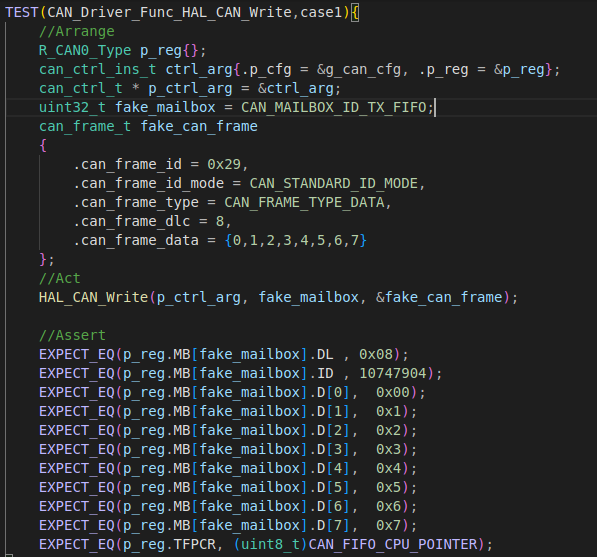 TEST(CAN_Driver_Func_HAL_CAN_Write,case1){
//Arrange
R_CAN0_Type p_reg{};
can_ctrl_ins_t ctrl_arg{.p_cfg = &g_can_cfg, .p_reg = &p_reg};
can_ctrl_t * p_ctrl_arg = &ctrl_arg;
uint32_t fake_mailbox = CAN_MAILBOX_ID_TX_FIFO;
can_frame_t fake_can_frame
{
.can_frame_id = 0x29,
.can_frame_id_mode = CAN_STANDARD_ID_MODE,
.can_frame_type = CAN_FRAME_TYPE_DATA,
.can_frame_dlc = 8,
.can_frame_data = {0,1,2,3,4,5,6,7}
};
//Act
HAL_CAN_Write(p_ctrl_arg, fake_mailbox, &fake_can_frame);
//Assert
EXPECT_EQ(p_reg.MB[fake_mailbox].DL , 0x08);
EXPECT_EQ(p_reg.MB[fake_mailbox].ID , 10747904);
EXPECT_EQ(p_reg.MB[fake_mailbox].D[0],  0x00);
EXPECT_EQ(p_reg.MB[fake_mailbox].D[1],  0x1);
EXPECT_EQ(p_reg.MB[fake_mailbox].D[2],  0x2);
EXPECT_EQ(p_reg.MB[fake_mailbox].D[3],  0x3);
EXPECT_EQ(p_reg.MB[fake_mailbox].D[4],  0x4);
EXPECT_EQ(p_reg.MB[fake_mailbox].D[5],  0x5);
EXPECT_EQ(p_reg.MB[fake_mailbox].D[6],  0x6);
EXPECT_EQ(p_reg.MB[fake_mailbox].D[7],  0x7);
EXPECT_EQ(p_reg.TFPCR, (uint8_t)CAN_FIFO_CPU_POINTER);